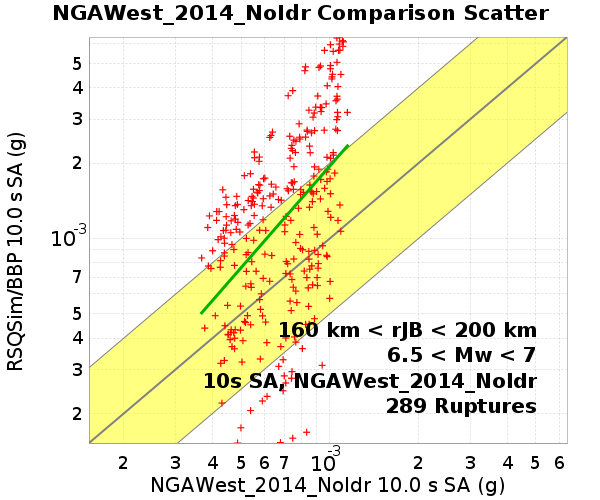 NGAWest_2014_NoIdr Comparison Scatter
RSQSim/BBP 10.0 s SA (g)
5
4
3
2
10-3
7
5
4
3
2
160 km < rJB < 200 km
6.5 < Mw < 7
10s SA, NGAWest_2014_NoIdr
289 Ruptures
2 3 4 5 6 7 10-3 2 3 4 5 6
NGAWest_2014_NoIdr 10.0 s SA (g)